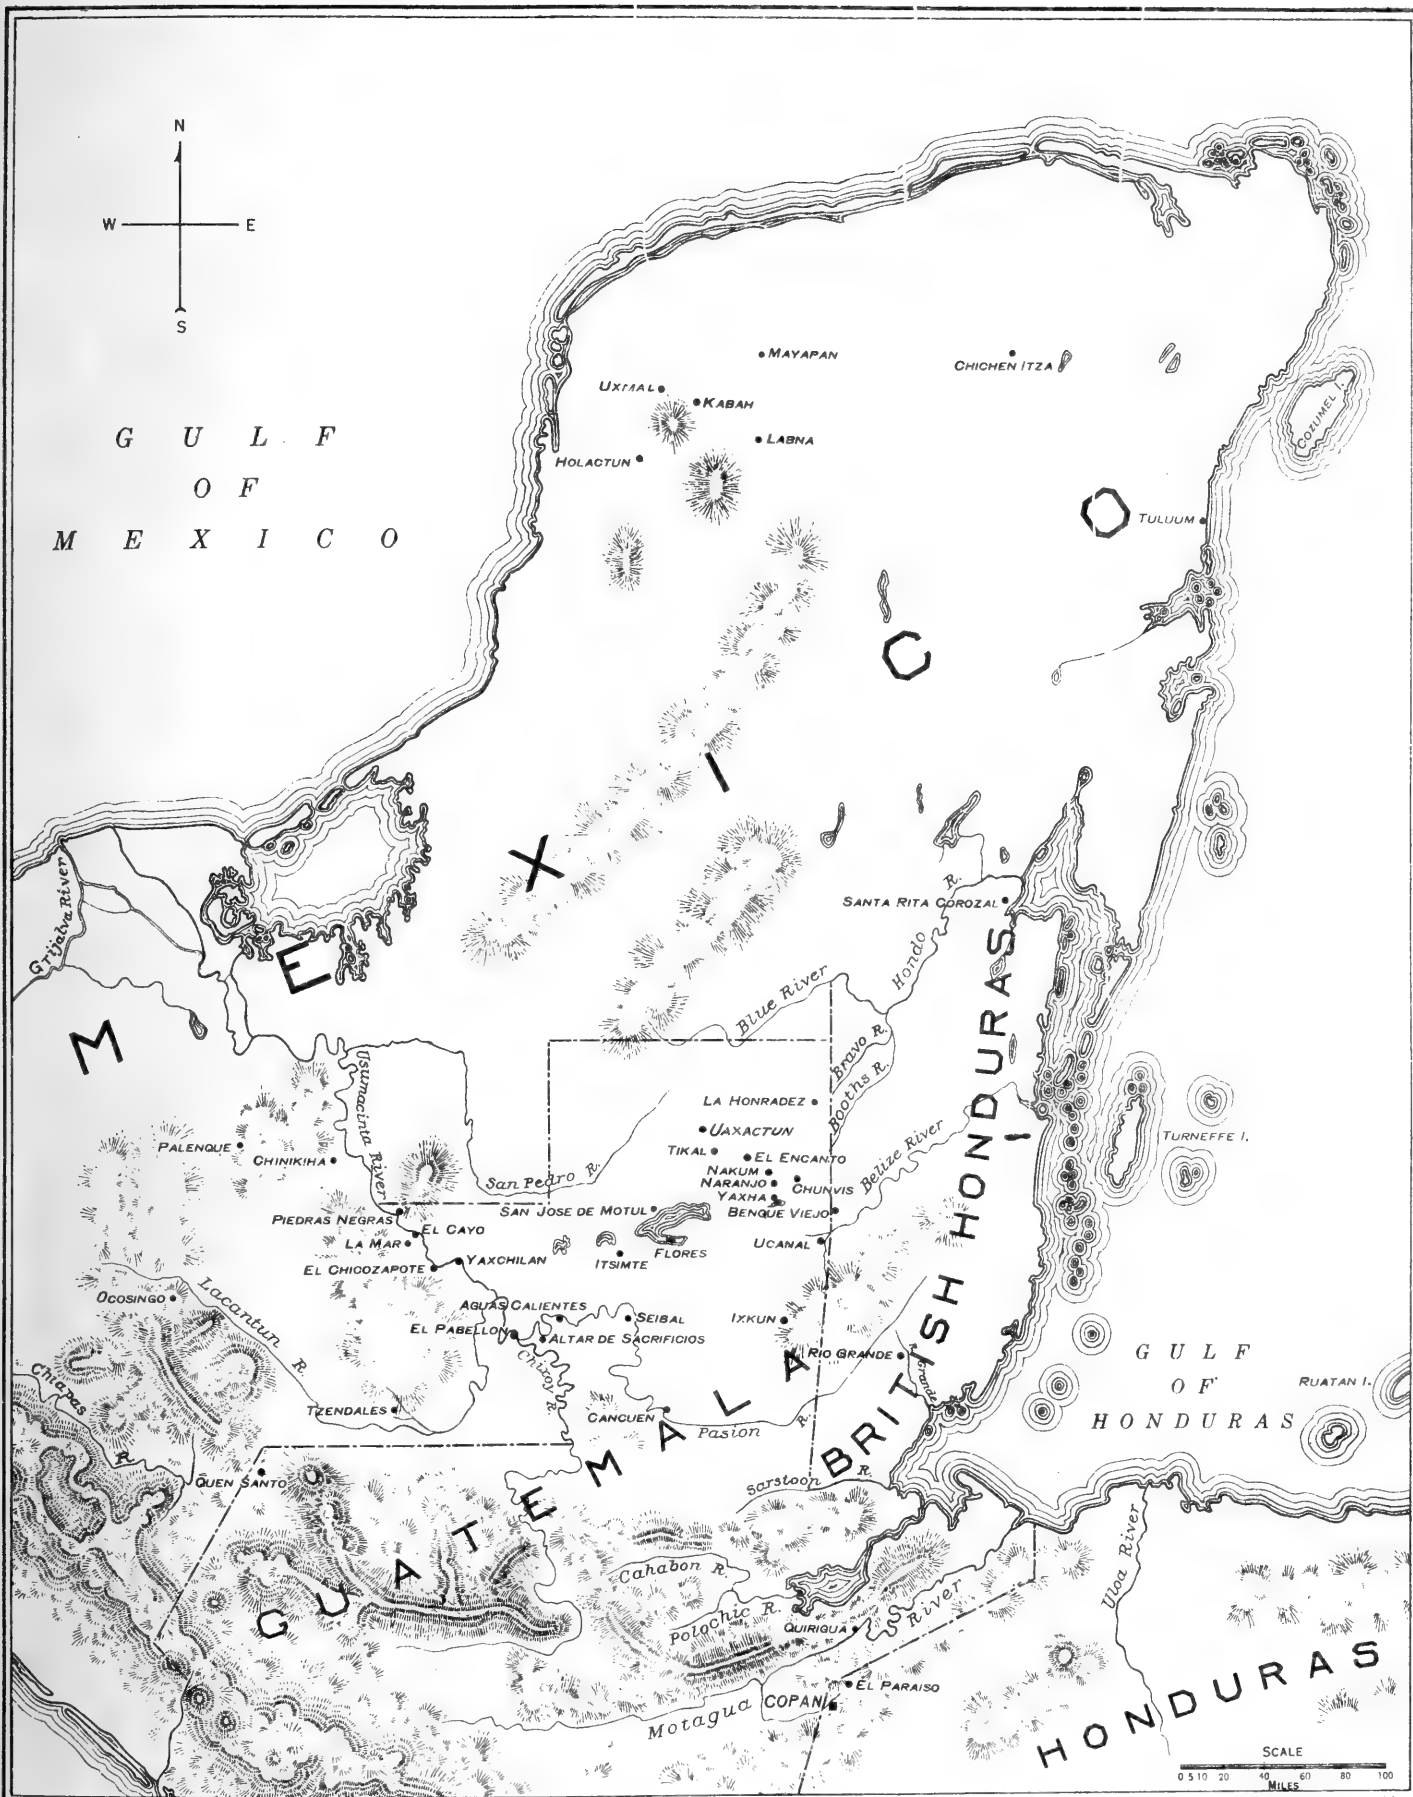 N
W E
S
GULF
OF
MEXICO
MAYAPAN
CHICHEN ITZA
UXMAL
KABAH
COZUMEL I.
LABNA
HOLACTUN
TULUUM
MEXICO
Grijalva River
SANTA RITA COROZAL
Hondo R.
Blue River
Bravo R.
Booths R.
Usumacinta River
LA HONRADEZ
UAXACTUN
TIKAL
EL ENCANTO
NAKUM
NARANJO
CHUNVIS
YAXHA
BENQUE VIEJO
Belize River
TURNEFFE I.
PALENQUE
CHINIKIHA
San Pedro R.
SAN JOSE DE MOTUL
PIEDRAS NEGRAS
EL CAYO
LA MAR
UCANAL
FLORES
ITSIMTE
EL CHICOZAPOTE
YAXCHILAN
OCOSINGO
Lacantun R.
AGUAS CALIENTES
SEIBAL
IXKUN
EL PABELLON
ALTAR DE SACRIFICIOS
RIO GRANDE
R. Grande
Chixoy R.
Chiapas R.
TZENDALES
CANCUEN
Pasion R.
BRITISH HONDURAS
GULF
OF
HONDURAS
RUATAN I.
QUEN SANTO
Sarstoon R.
GUATEMALA
Cahabon R.
Polochic R.
QUIRIGUA
Motagua River
Uloa River
COPAN
EL PARAISO
HONDURAS
SCALE
0 5 10 20 40 60 80 100
MILES